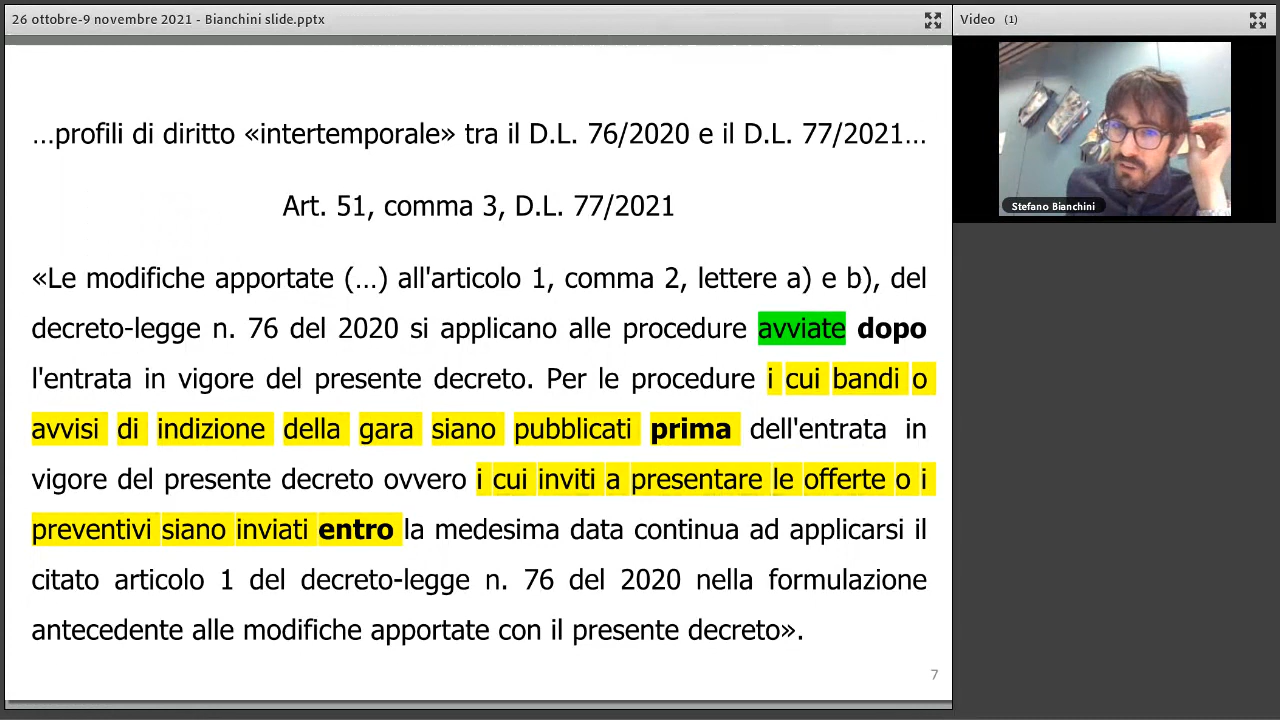 26 ottobre-9 novembre 2021 - Bianchini slide.pptx
Video (1)
Stefano Bianchini
…profili di diritto «intertemporale» tra il D.L. 76/2020 e il D.L. 77/2021…
Art. 51, comma 3, D.L. 77/2021
«Le modifiche apportate (…) all'articolo 1, comma 2, lettere a) e b), del
decreto-legge n. 76 del 2020 si applicano alle procedure avviate dopo
l'entrata in vigore del presente decreto. Per le procedure i cui bandi o
avvisi di indizione della gara siano pubblicati prima dell'entrata in
vigore del presente decreto ovvero i cui inviti a presentare le offerte o i
preventivi siano inviati entro la medesima data continua ad applicarsi il
citato articolo 1 del decreto-legge n. 76 del 2020 nella formulazione
antecedente alle modifiche apportate con il presente decreto».
7